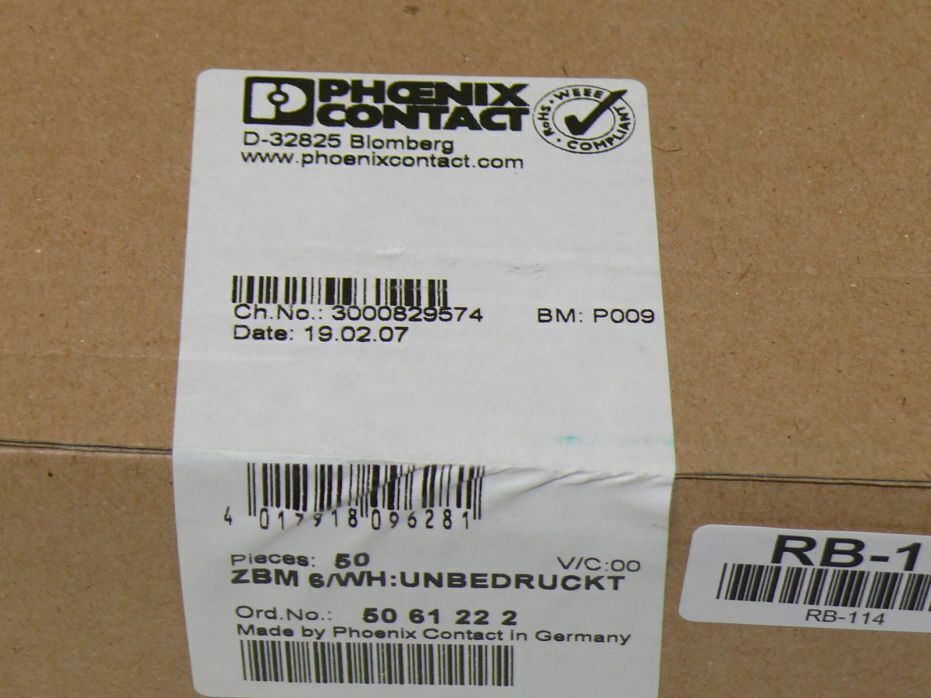 PHŒNIX
CONTACT
WEEE
RoHS COMPLIANT
D-32825 Blomberg
www.phoenixcontact.com
Ch.No.: 3000829574 BM: P009
Date: 19.02.07
4 017918 096281
Pieces: 50 V/C:00
ZBM 6/WH:UNBEDRUCKT
Ord.No.: 50 61 22 2
Made by Phoenix Contact in Germany
RB-11
RB-114